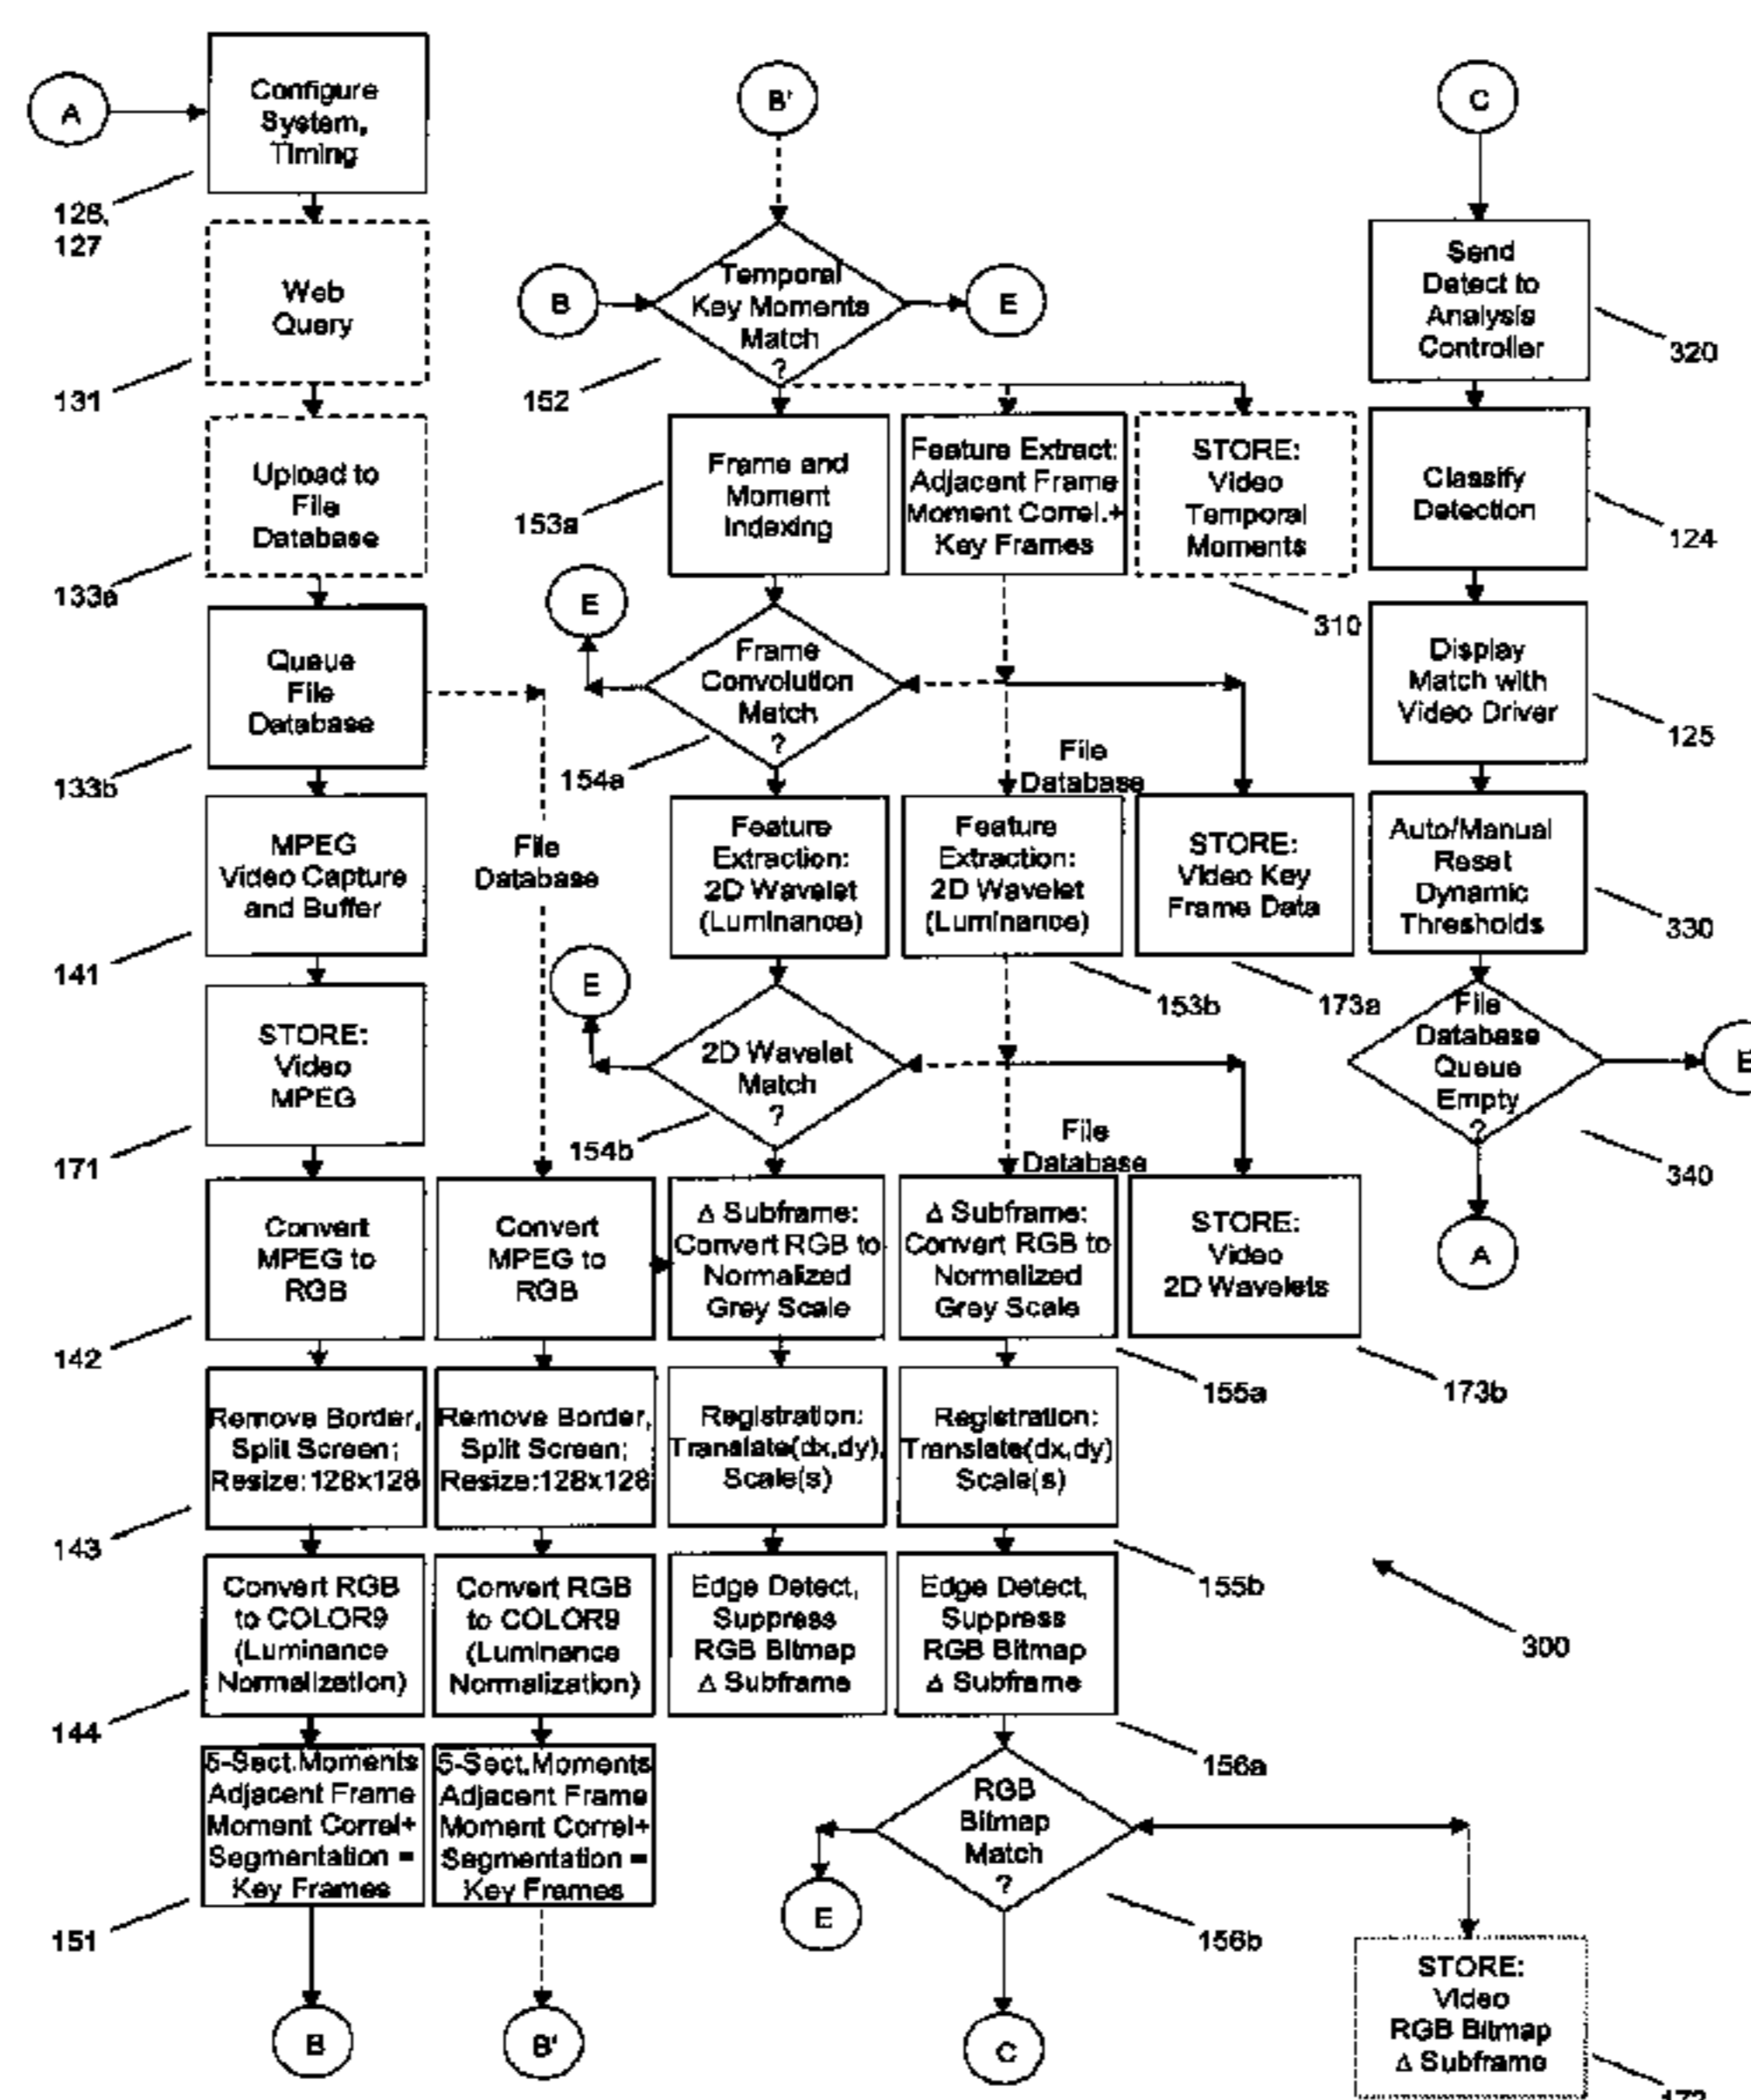 A
Configure
System,
Timing
126,
127
Web
Query
131
Upload to
File
Database
133a
Queue
File
Database
133b
MPEG
Video Capture
and Buffer
141
STORE:
Video
MPEG
171
Convert
MPEG to
RGB
142
Remove Border,
Split Screen;
Resize:128x128
143
Convert RGB
to COLOR9
(Luminance
Normalization)
144
5-Sect.Moments
Adjacent Frame
Moment Correl+
Segmentation =
Key Frames
151
B
File
Database
Convert
MPEG to
RGB
Remove Border,
Split Screen;
Resize:128x128
Convert RGB
to COLOR9
(Luminance
Normalization)
5-Sect.Moments
Adjacent Frame
Moment Correl+
Segmentation =
Key Frames
B'
B'
B
Temporal
Key Moments
Match
?
E
152
Frame and
Moment
Indexing
153a
E
Frame
Convolution
Match
?
154a
Feature
Extraction:
2D Wavelet
(Luminance)
E
2D Wavelet
Match
?
154b
Δ Subframe:
Convert RGB to
Normalized
Grey Scale
Registration:
Translate(dx,dy),
Scale(s)
Edge Detect,
Suppress
RGB Bitmap
Δ Subframe
Feature Extract:
Adjacent Frame
Moment Correl.+
Key Frames
File
Database
Feature
Extraction:
2D Wavelet
(Luminance)
153b
File
Database
Δ Subframe:
Convert RGB to
Normalized
Grey Scale
155a
Registration:
Translate(dx,dy)
Scale(s)
155b
Edge Detect,
Suppress
RGB Bitmap
Δ Subframe
156a
RGB
Bitmap
Match
?
156b
E
C
STORE:
Video
Temporal
Moments
310
STORE:
Video Key
Frame Data
173a
STORE:
Video
2D Wavelets
173b
C
Send
Detect to
Analysis
Controller
320
Classify
Detection
124
Display
Match with
Video Driver
125
Auto/Manual
Reset
Dynamic
Thresholds
330
File
Database
Queue
Empty
?
E
340
A
300
STORE:
Video
RGB Bitmap
Δ Subframe